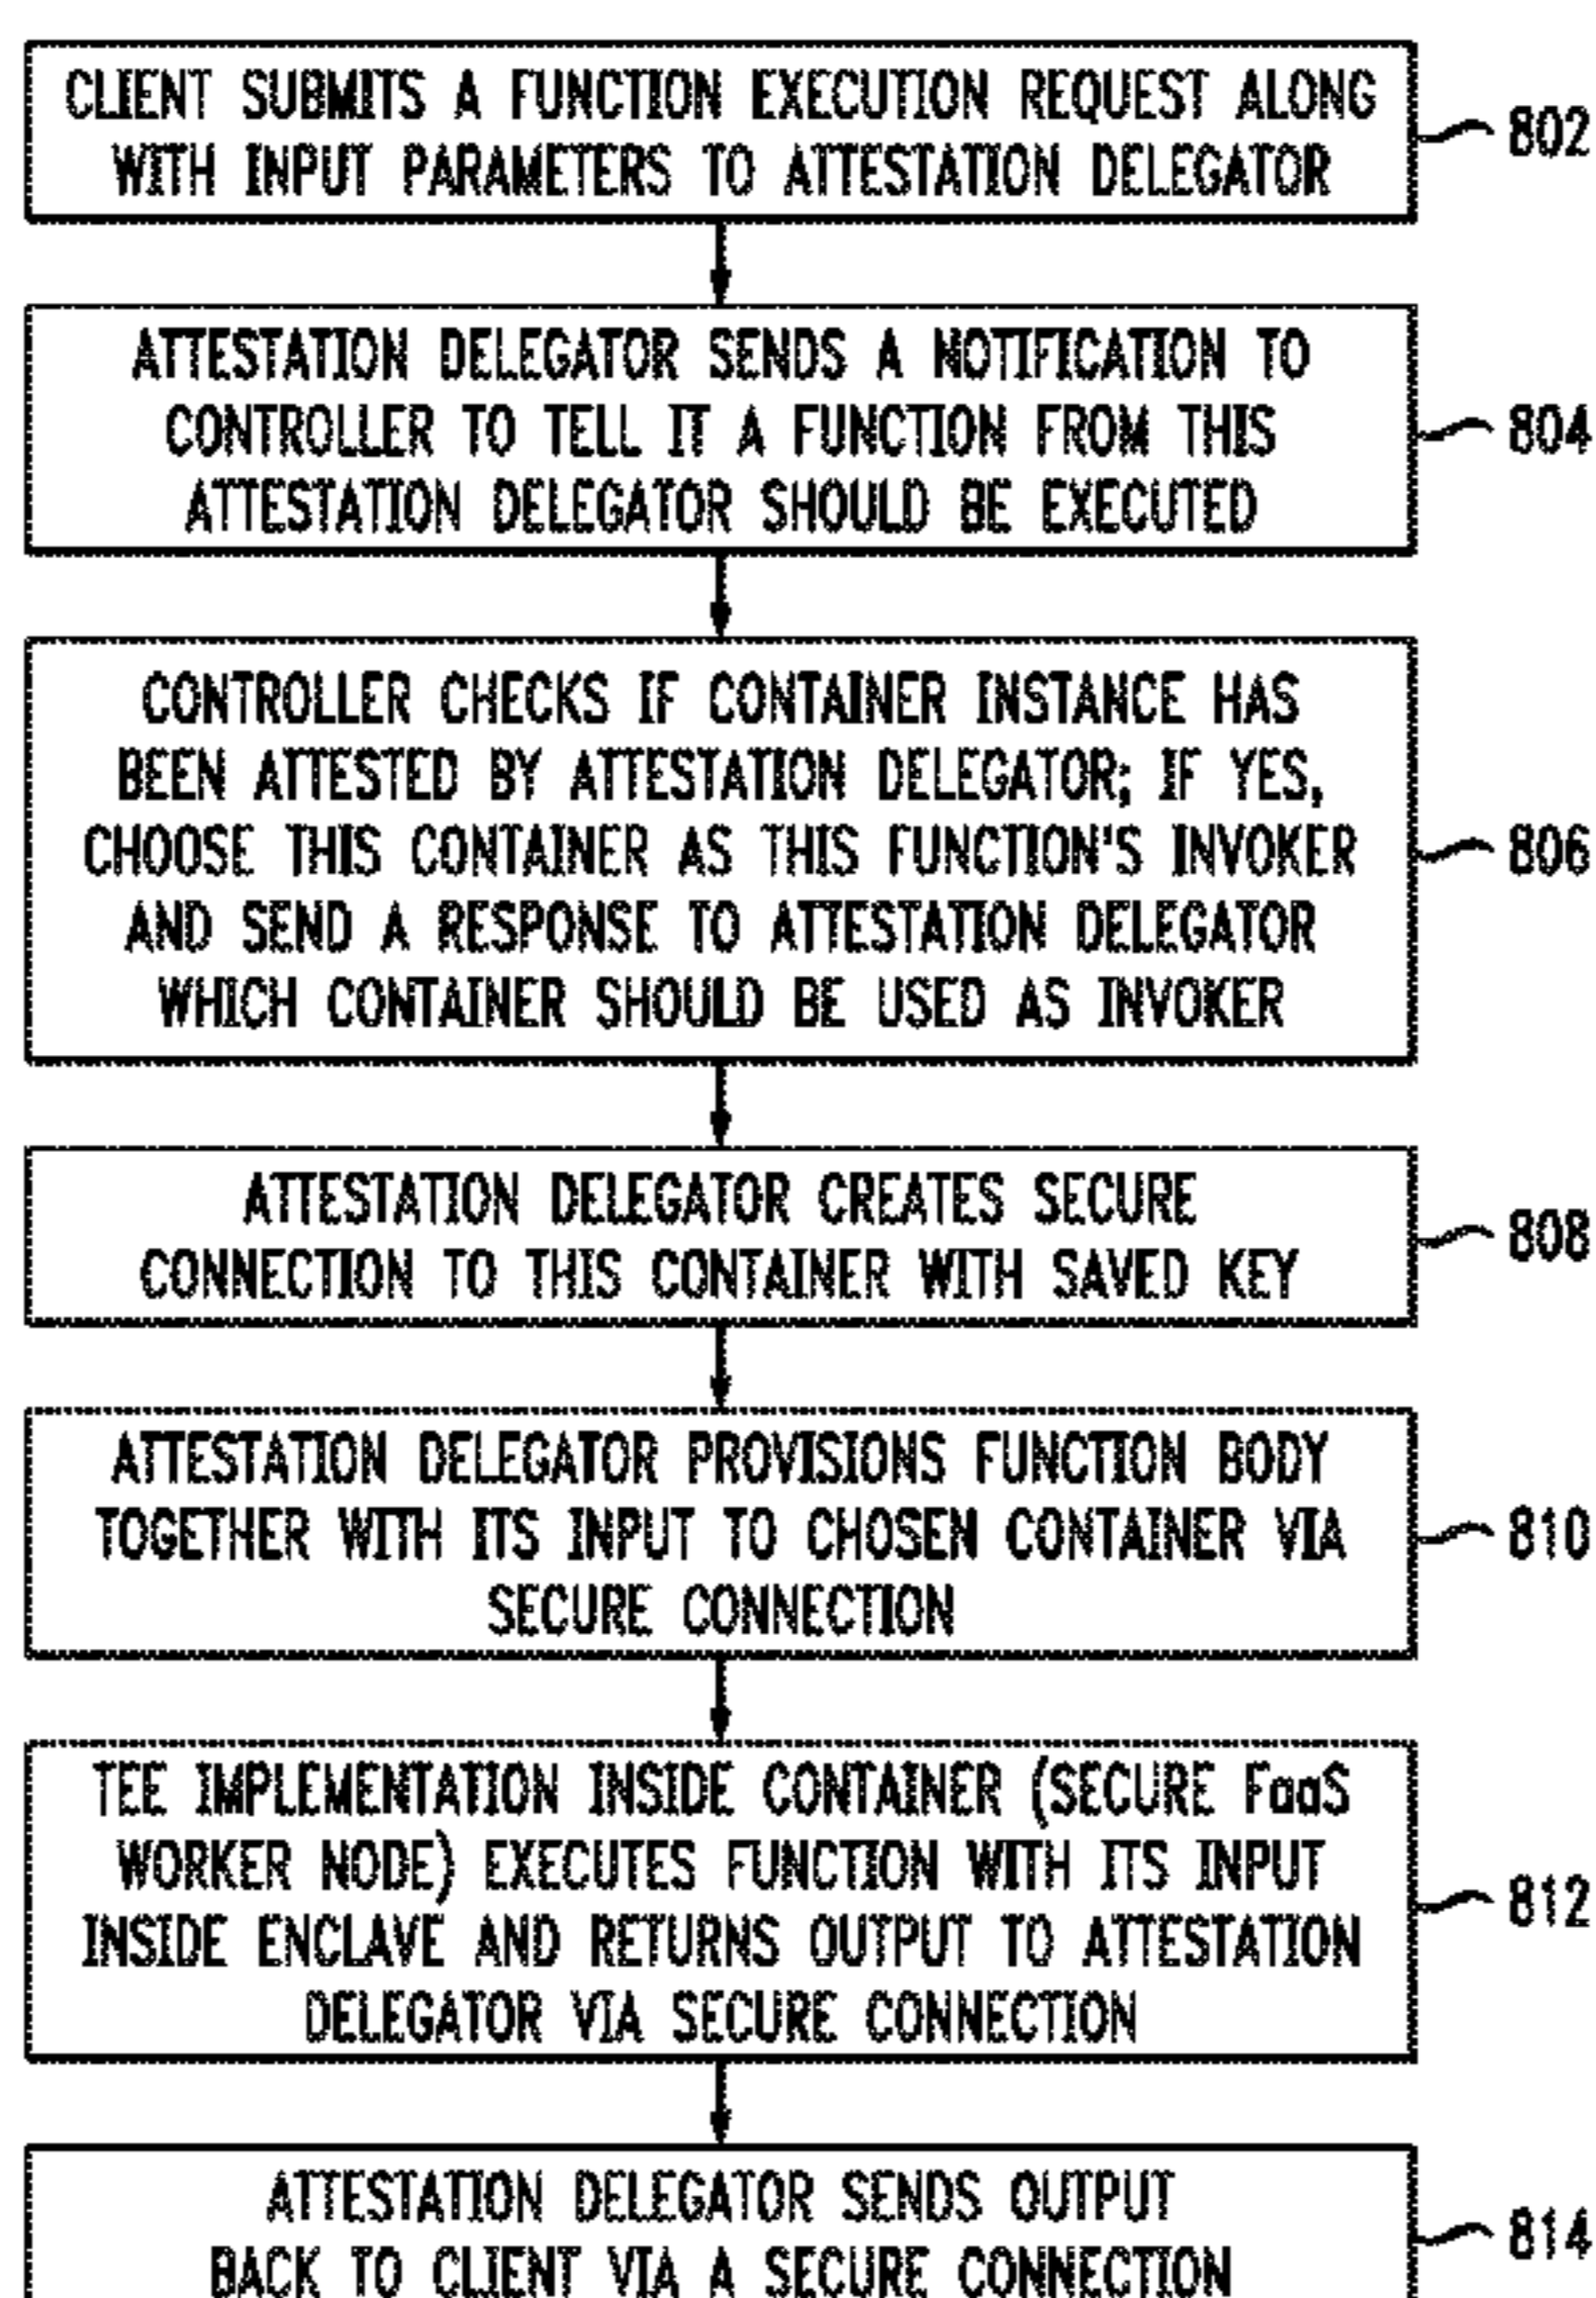 CLIENT SUBMITS A FUNCTION EXECUTION REQUEST ALONG
WITH INPUT PARAMETERS TO ATTESTATION DELEGATOR
802
ATTESTATION DELEGATOR SENDS A NOTIFICATION TO
CONTROLLER TO TELL IT A FUNCTION FROM THIS
ATTESTATION DELEGATOR SHOULD BE EXECUTED
804
CONTROLLER CHECKS IF CONTAINER INSTANCE HAS
BEEN ATTESTED BY ATTESTATION DELEGATOR; IF YES,
CHOOSE THIS CONTAINER AS THIS FUNCTION'S INVOKER
AND SEND A RESPONSE TO ATTESTATION DELEGATOR
WHICH CONTAINER SHOULD BE USED AS INVOKER
806
ATTESTATION DELEGATOR CREATES SECURE
CONNECTION TO THIS CONTAINER WITH SAVED KEY
808
ATTESTATION DELEGATOR PROVISIONS FUNCTION BODY
TOGETHER WITH ITS INPUT TO CHOSEN CONTAINER VIA
SECURE CONNECTION
810
TEE IMPLEMENTATION INSIDE CONTAINER (SECURE FaaS
WORKER NODE) EXECUTES FUNCTION WITH ITS INPUT
INSIDE ENCLAVE AND RETURNS OUTPUT TO ATTESTATION
DELEGATOR VIA SECURE CONNECTION
812
ATTESTATION DELEGATOR SENDS OUTPUT
BACK TO CLIENT VIA A SECURE CONNECTION
814